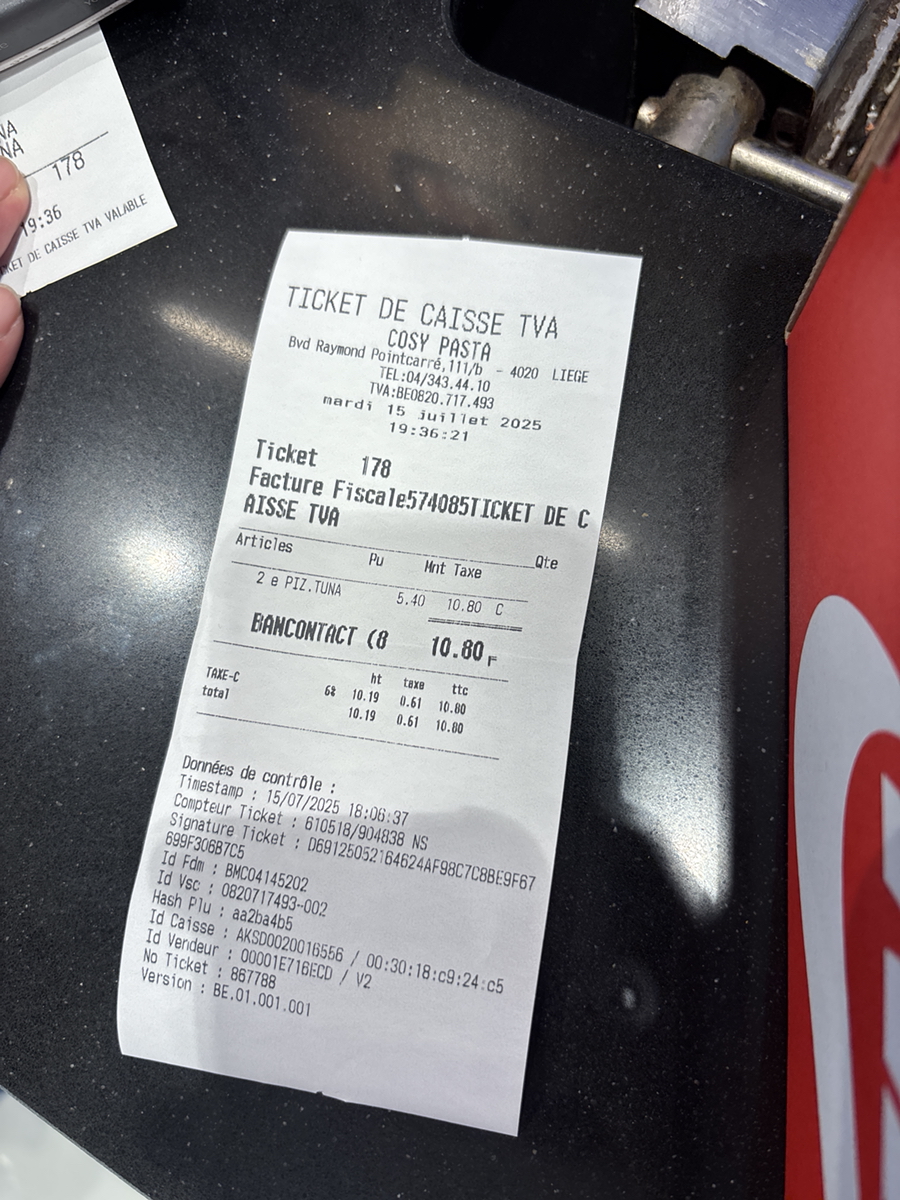 NA
NA
178
19:36
KET DE CAISSE TVA VALABLE
TICKET DE CAISSE TVA
COSY PASTA
Bvd Raymond Pointcarré,111/b - 4020 LIEGE
TEL:04/343.44.10
TVA:BE0820.717.493
mardi 15 juillet 2025
19:36:21
Ticket 178
Facture Fiscale574085TICKET DE C
AISSE TVA
Articles Pu Mnt Taxe Qte
2 e PIZ.TUNA 5.40 10.80 C
BANCONTACT (8 10.80,-
ht taxe ttc
TAXE-C 6% 10.19 0.61 10.80
total 10.19 0.61 10.80
Données de contrôle :
Timestamp : 15/07/2025 18:06:37
Compteur Ticket : 610518/904838 NS
Signature Ticket : D69125052164624AF98C7C8BE9F67
699F306B7C5
Id Fdm : BMC04145202
Id Vsc : 0820717493-002
Hash Plu : aa2ba4b5
Id Caisse : AKSD0020016556 / 00:30:18:c9:24:c5
Id Vendeur : 00001E716ECD / V2
No Ticket : 867788
Version : BE.01.001.001